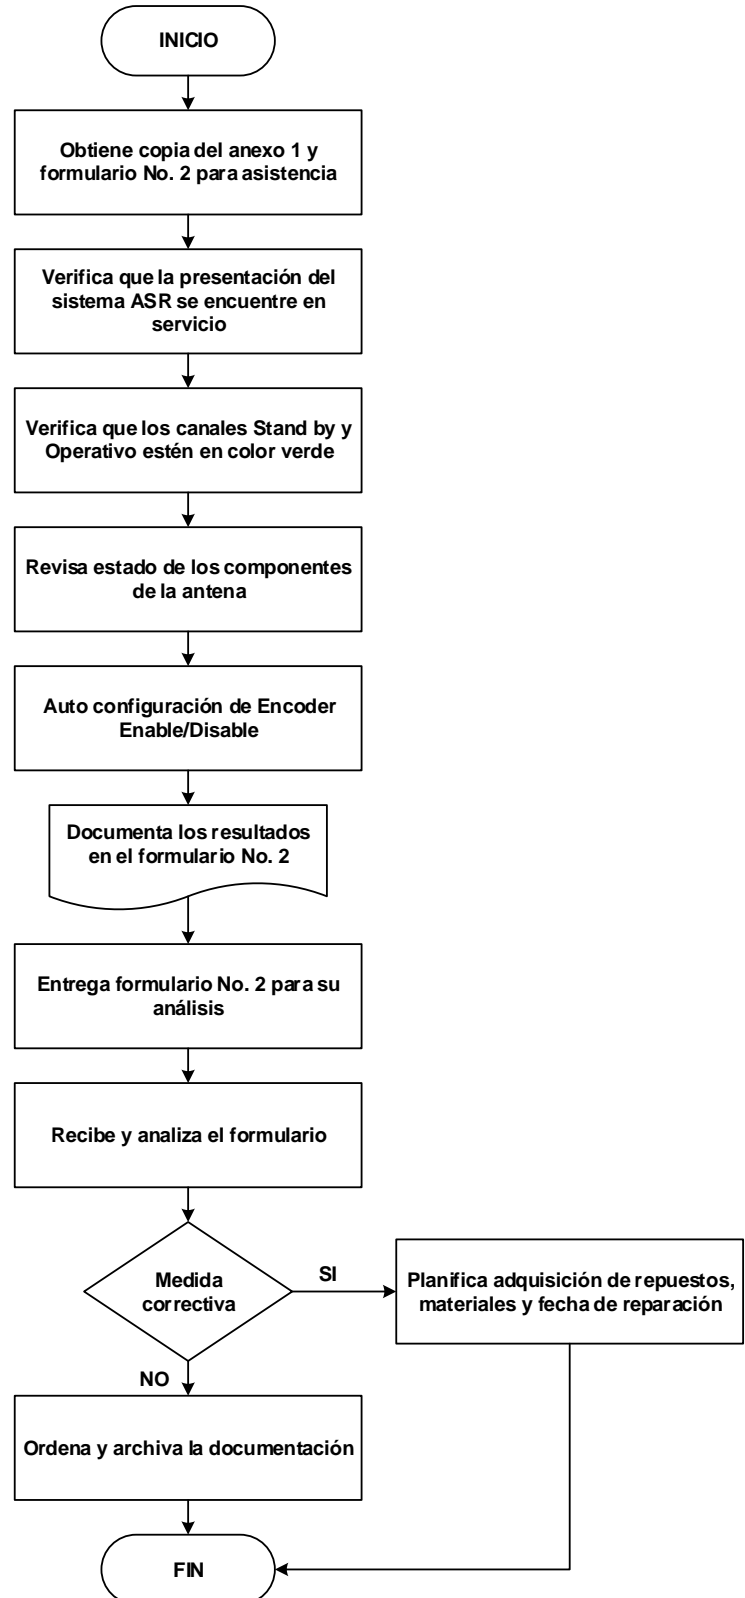 INICIO
Obtiene copia del anexo 1 y
formulario No. 2 para asistencia
Verifica que la presentación del
sistema ASR se encuentre en
servicio
Verifica que los canales Stand by y
Operativo estén en color verde
Revisa estado de los componentes
de la antena
Auto configuración de Encoder
Enable/Disable
Documenta los resultados
en el formulario No. 2
Entrega formulario No. 2 para su
análisis
Recibe y analiza el formulario
Medida
correctiva
SI
Planifica adquisición de repuestos,
materiales y fecha de reparación
NO
Ordena y archiva la documentación
FIN